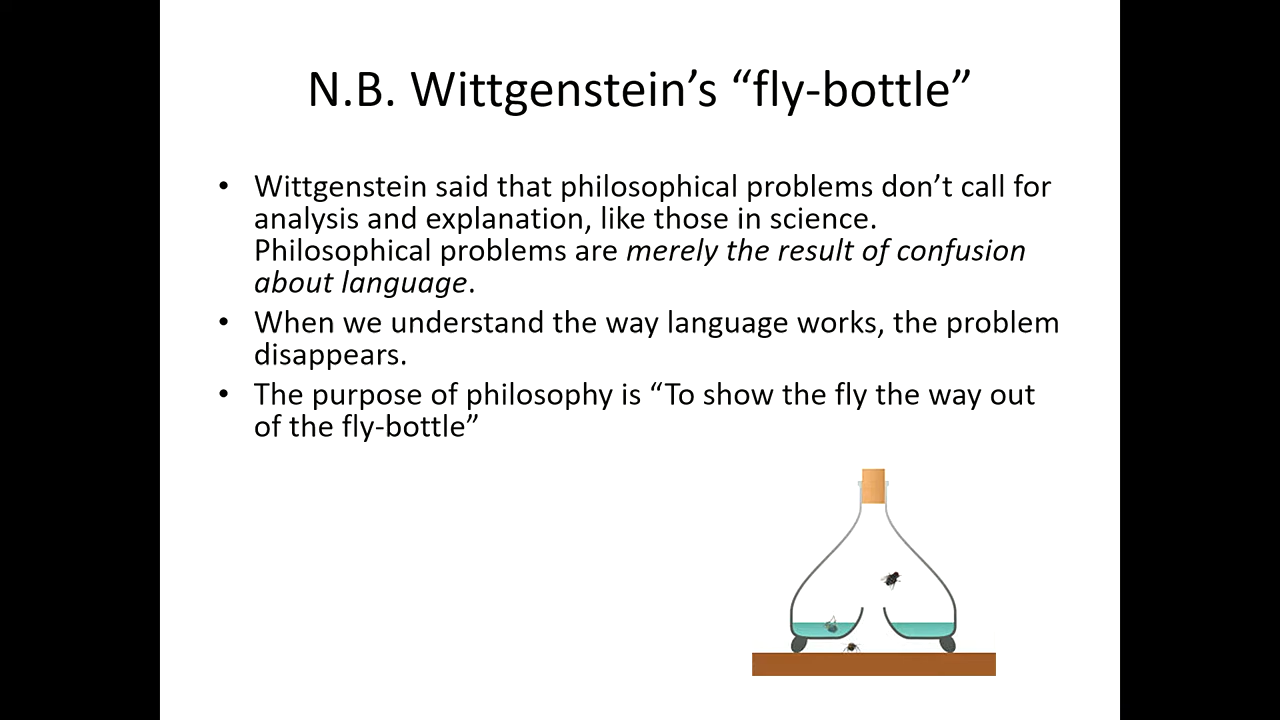 N.B. Wittgenstein’s “fly-bottle”
• Wittgenstein said that philosophical problems don’t call for
analysis and explanation, like those in science.
Philosophical problems are merely the result of confusion
about language.
• When we understand the way language works, the problem
disappears.
• The purpose of philosophy is “To show the fly the way out
of the fly-bottle”